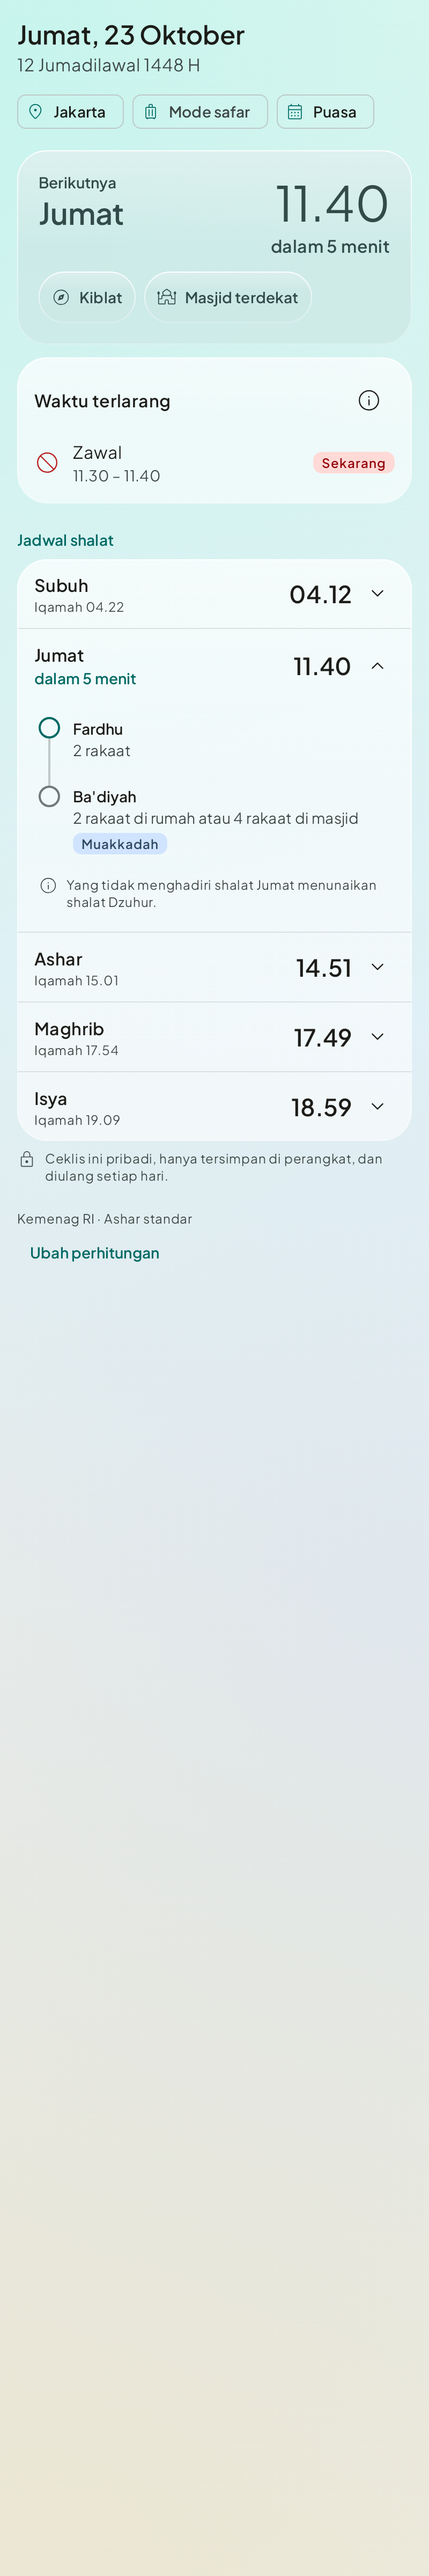 Jumat, 23 Oktober
12 Jumadilawal 1448 H
Jakarta
Mode safar
Puasa
Berikutnya
Jumat
11.40
dalam 5 menit
Kiblat
Masjid terdekat
Waktu terlarang
Zawal
11.30 – 11.40
Sekarang
Jadwal shalat
Subuh
Iqamah 04.22
04.12
Jumat
dalam 5 menit
11.40
Fardhu
2 rakaat
Ba'diyah
2 rakaat di rumah atau 4 rakaat di masjid
Muakkadah
Yang tidak menghadiri shalat Jumat menunaikan
shalat Dzuhur.
Ashar
Iqamah 15.01
14.51
Maghrib
Iqamah 17.54
17.49
Isya
Iqamah 19.09
18.59
Ceklis ini pribadi, hanya tersimpan di perangkat, dan
diulang setiap hari.
Kemenag RI · Ashar standar
Ubah perhitungan